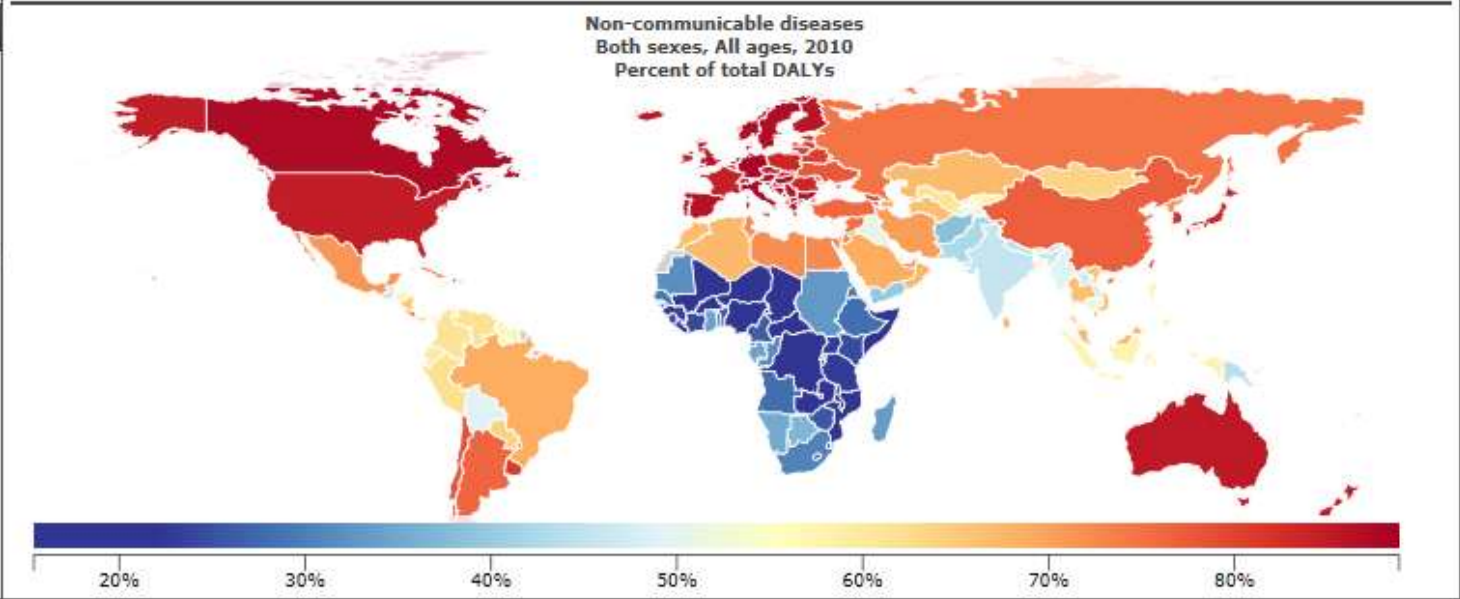 Non-communicable diseases
Both sexes, All ages, 2010
Percent of total DALYs
20% 30% 40% 50% 60% 70% 80%